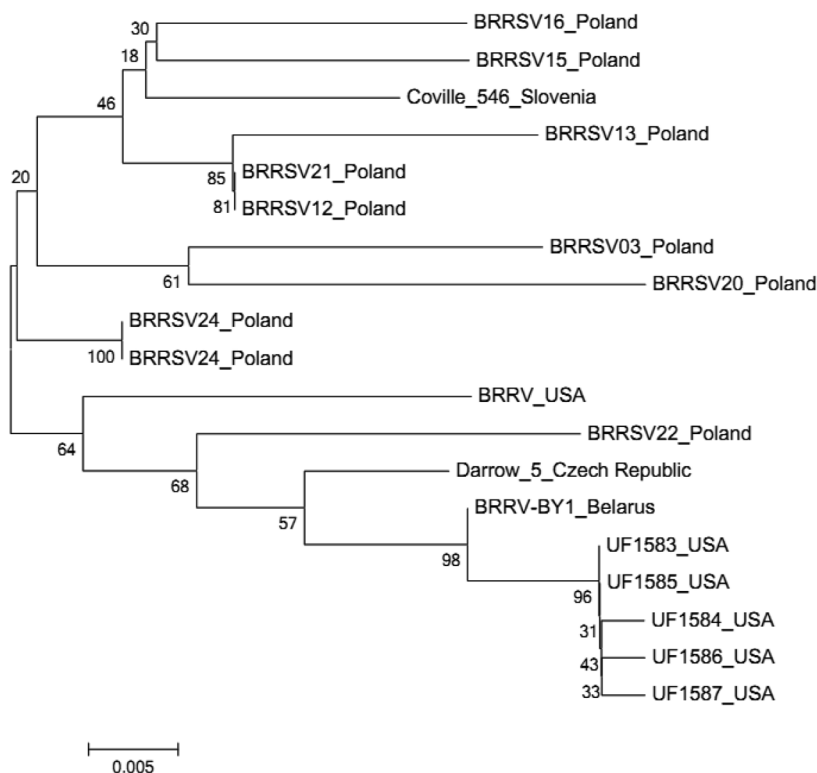 30
BRRSV16_Poland
18
BRRSV15_Poland
Coville_546_Slovenia
46
BRRSV13_Poland
85
BRRSV21_Poland
20
81
BRRSV12_Poland
BRRSV03_Poland
61
BRRSV20_Poland
BRRSV24_Poland
100
BRRSV24_Poland
BRRV_USA
64
BRRSV22_Poland
68
Darrow_5_Czech Republic
57
BRRV-BY1_Belarus
98
UF1583_USA
UF1585_USA
96
UF1584_USA
31
UF1586_USA
43
UF1587_USA
33
0.005